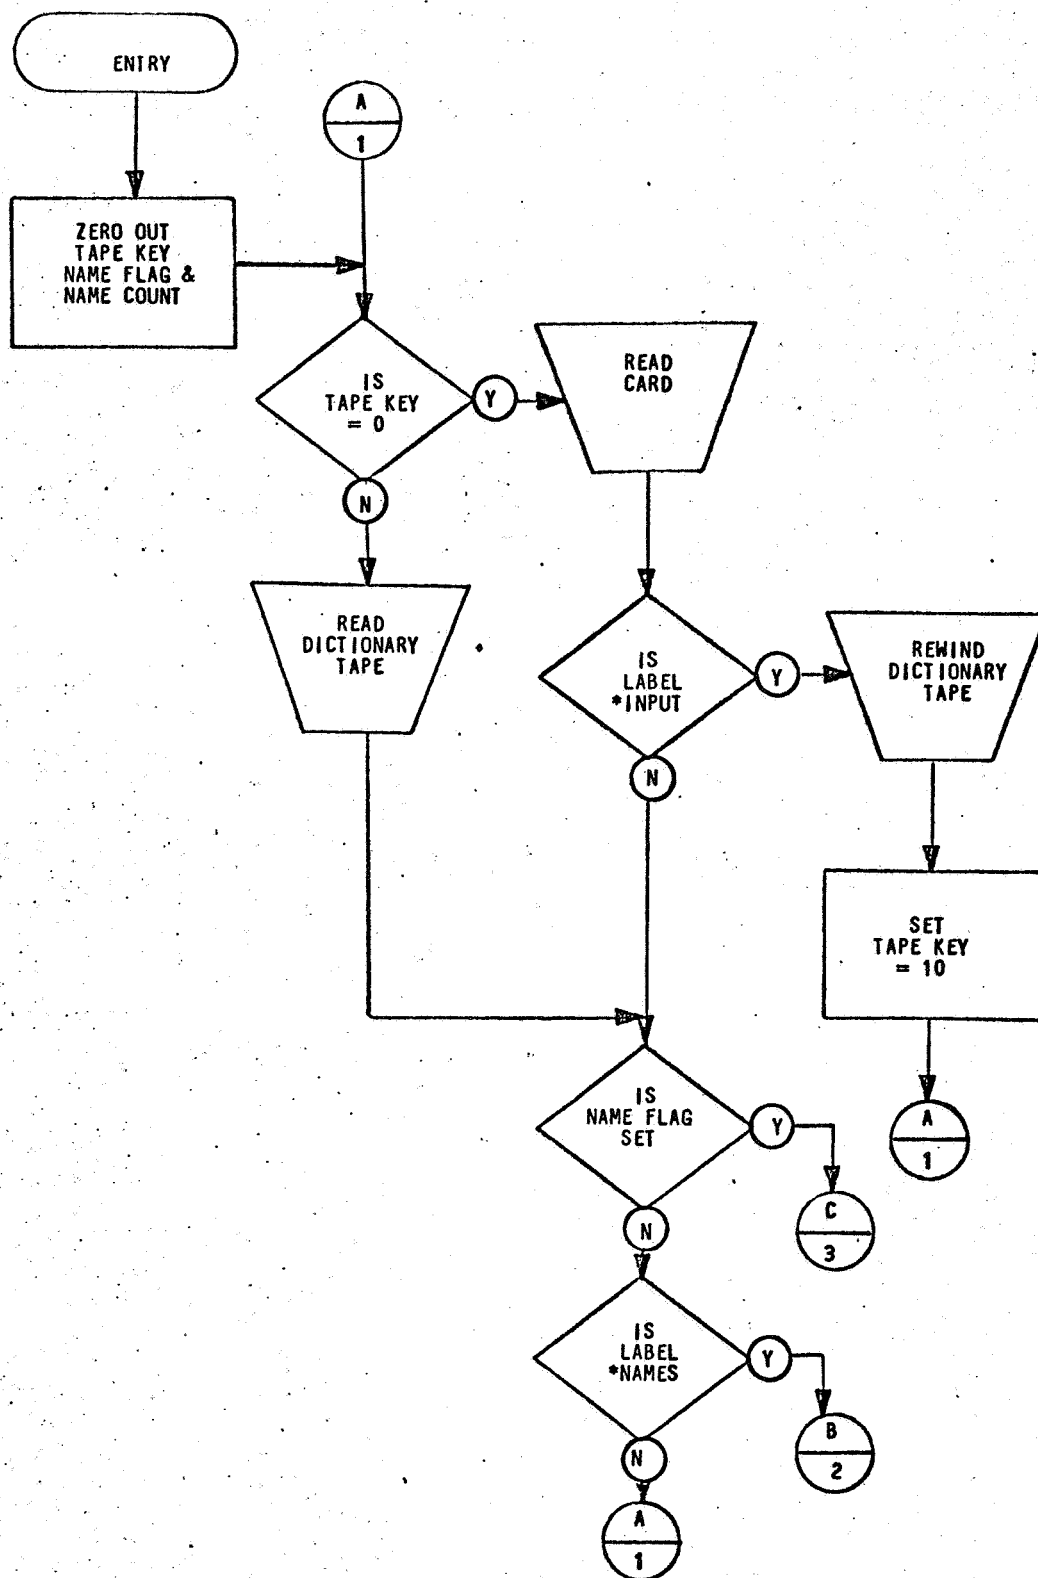 ENTRY
A
1
ZERO OUT
TAPE KEY
NAME FLAG &
NAME COUNT
IS
TAPE KEY
= 0
Y
READ
CARD
N
READ
DICTIONARY
TAPE
IS
LABEL
*INPUT
Y
REWIND
DICTIONARY
TAPE
N
SET
TAPE KEY
= 10
A
1
IS
NAME FLAG
SET
Y
C
3
N
IS
LABEL
*NAMES
Y
B
2
N
A
1